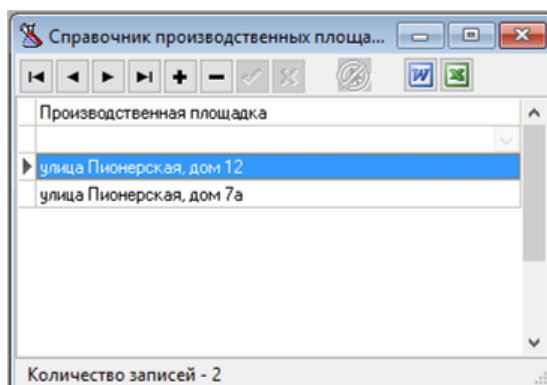 Справочник производственных площа...
Производственная площадка
улица Пионерская, дом 12
улица Пионерская, дом 7а
Количество записей - 2